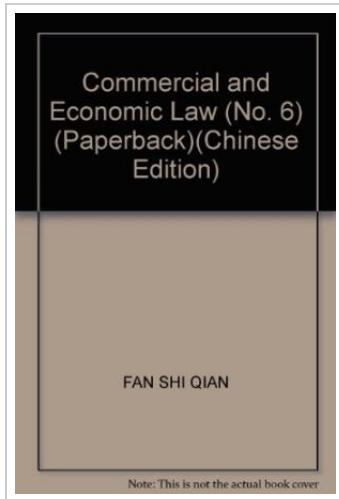 Commercial and
Economic Law (No. 6)
(Paperback)(Chinese
Edition)
FAN SHI QIAN
Note: This is not the actual book cover